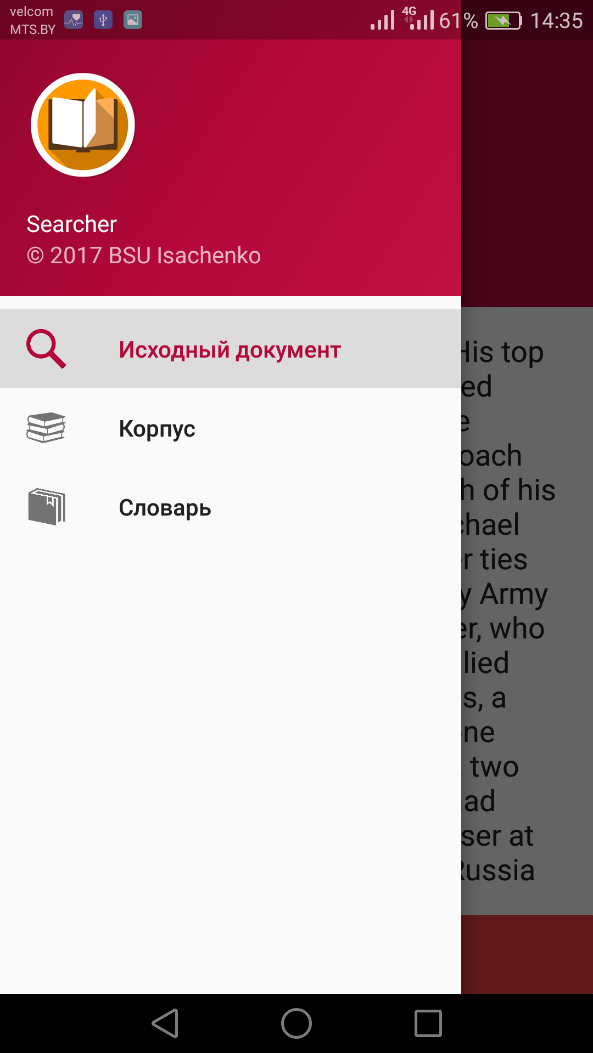 velcom
MTS.BY
4G
61%
14:35
Searcher
© 2017 BSU Isachenko
Исходный документ
Корпус
Словарь
His top
ed
e
oach
h of his
chael
r ties
y Army
er, who
lied
s, a
ne
two
ad
ser at
Russia